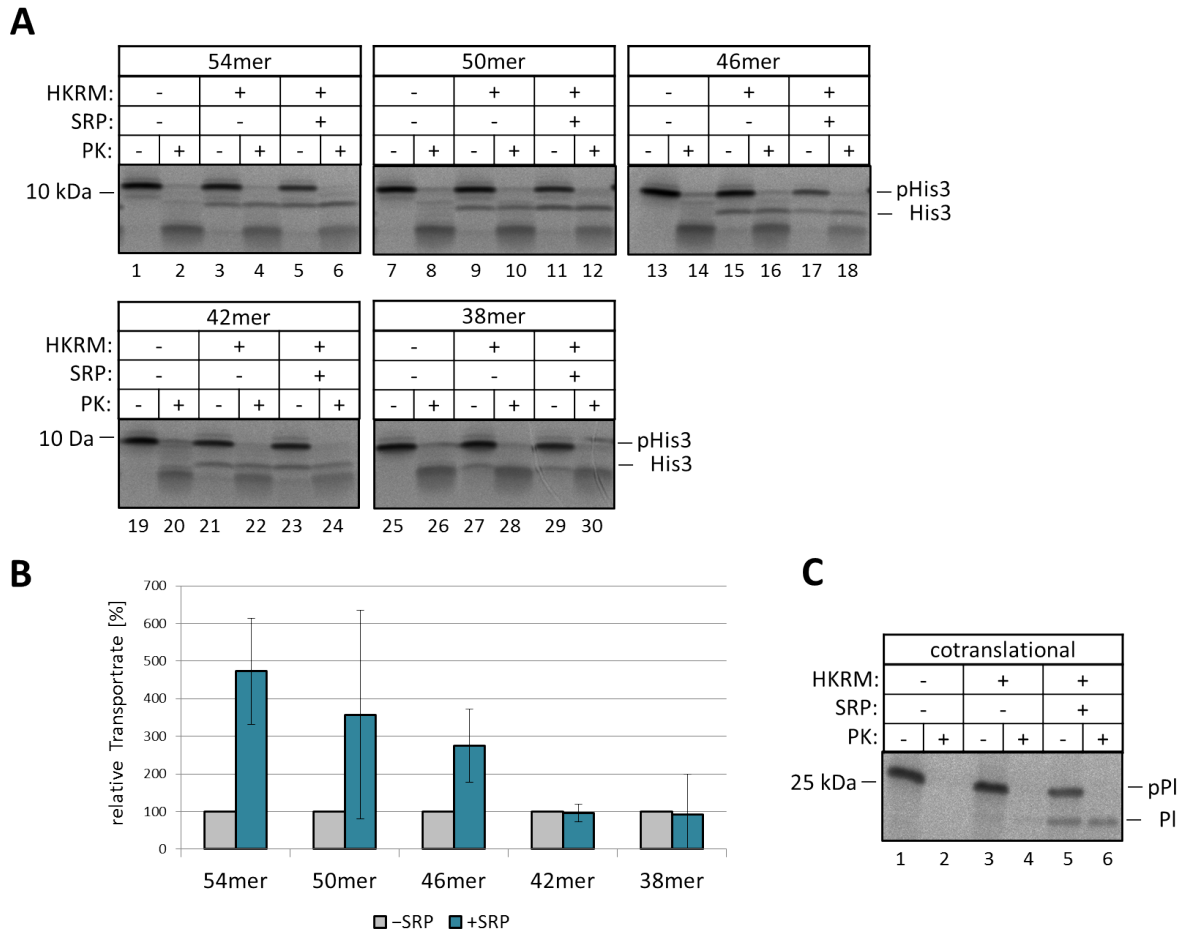 A
54mer 50mer 46mer
HKRM: - + + - + + - + +
SRP: - - + - - + - - +
PK: - + - + - + - + - + - + - + - + - +
10 kDa pHis3
His3
1 2 3 4 5 6 7 8 9 10 11 12 13 14 15 16 17 18
42mer 38mer
HKRM: - + + - + +
SRP: - - + - - +
PK: - + - + - + - + - + - +
10 Da pHis3
His3
19 20 21 22 23 24 25 26 27 28 29 30
B
relative Transportrate [%]
700
600
500
400
300
200
100
0
54mer 50mer 46mer 42mer 38mer
–SRP +SRP
C
cotranslational
HKRM: - + +
SRP: - - +
PK: - + - + - +
25 kDa pPl
Pl
1 2 3 4 5 6